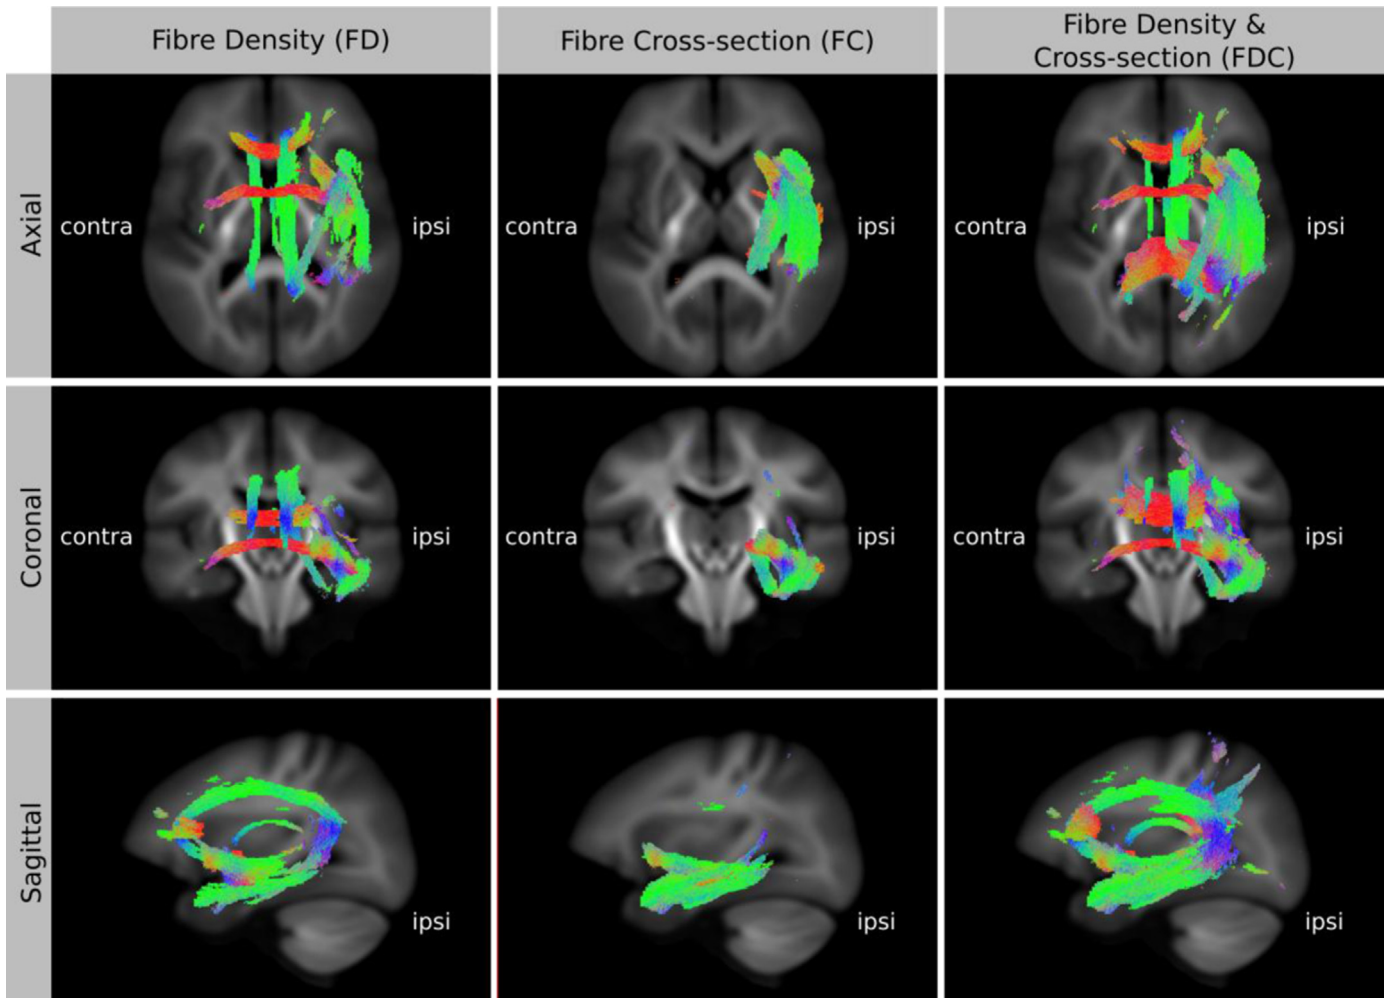 Fibre Density (FD)
Fibre Cross-section (FC)
Fibre Density &
Cross-section (FDC)
Axial
contra
ipsi
contra
ipsi
contra
ipsi
Coronal
contra
ipsi
contra
ipsi
contra
ipsi
Sagittal
ipsi
ipsi
ipsi